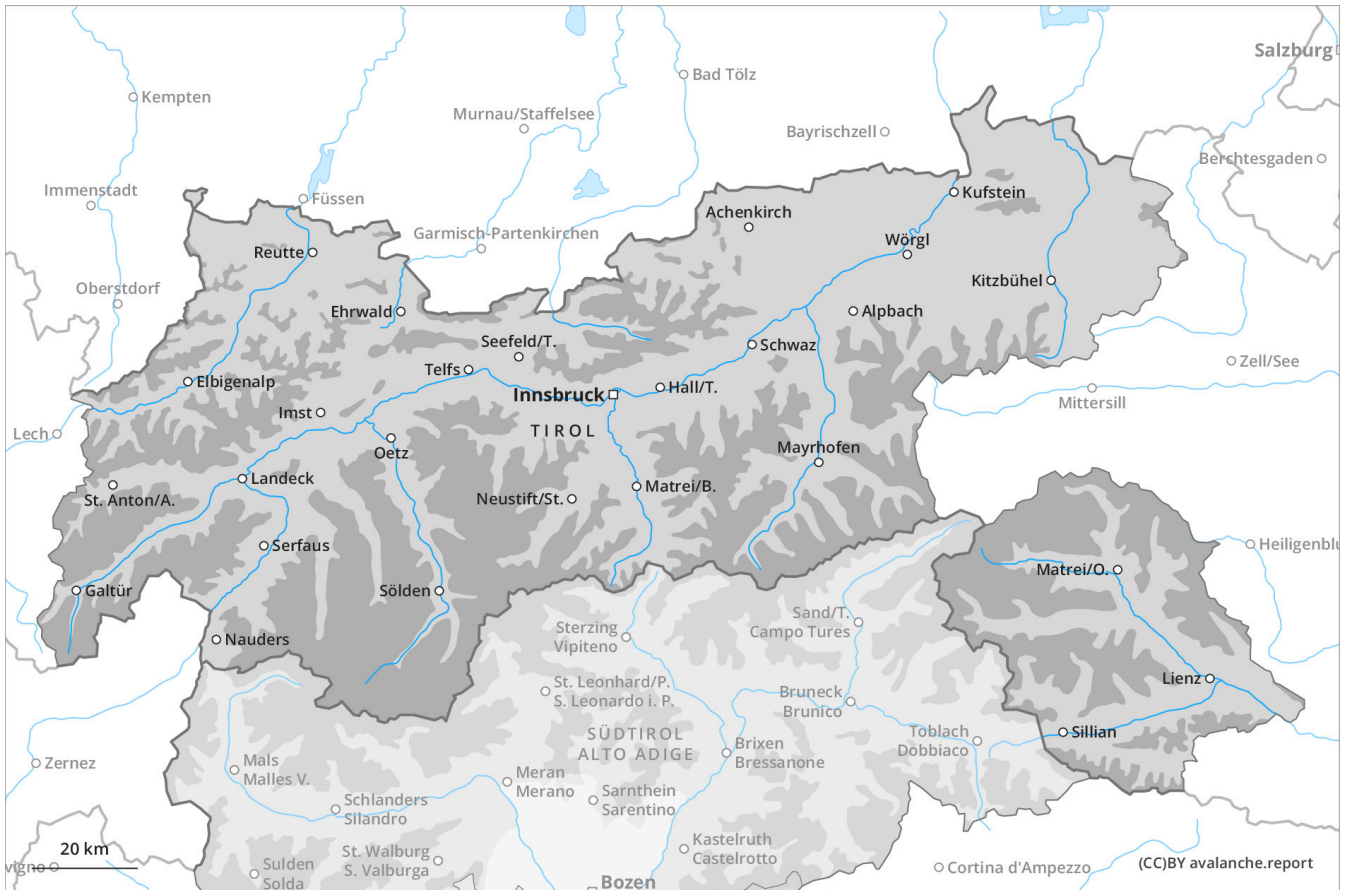 Salzburg
Bad Tölz
Kempten
Murnau/Staffelsee
Bayrischzell
Berchtesgaden
Immenstadt
Füssen
Kufstein
Achenkirch
Garmisch-Partenkirchen
Wörgl
Reutte
Kitzbühel
Oberstdorf
Ehrwald
Alpbach
Seefeld/T.
Schwaz
Zell/See
Telfs
Elbigenalp
Hall/T.
Innsbruck
Mittersill
Imst
TIROL
Lech
Oetz
Mayrhofen
Landeck
St. Anton/A.
Neustift/St.
Matrei/B.
Serfaus
Heiligenblu
Matrei/O.
Galtür
Sölden
Sand/T.
Campo Tures
Nauders
Sterzing
Vipiteno
Lienz
St. Leonhard/P.
S. Leonardo i. P.
Bruneck
Brunico
SÜDTIROL
ALTO ADIGE
Toblach
Dobbiaco
Sillian
Brixen
Bressanone
Zernez
Mals
Malles V.
Meran
Merano
Sarnthein
Sarentino
Schlanders
Silandro
Kastelruth
Castelrotto
20 km
St. Walburg
S. Valburga
vigno
Sulden
Solda
Cortina d'Ampezzo
(CC)BY avalanche.report
Bozen